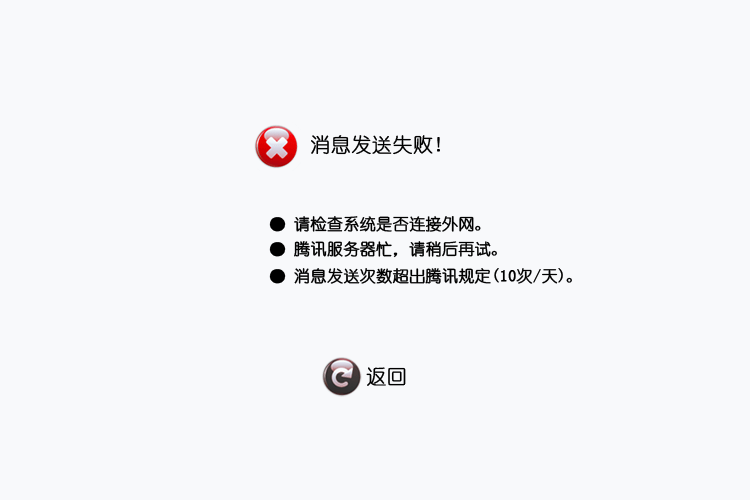 消息发送失败!
● 请检查系统是否连接外网。
● 腾讯服务器忙，请稍后再试。
● 消息发送次数超出腾讯规定(10次/天)。
返回